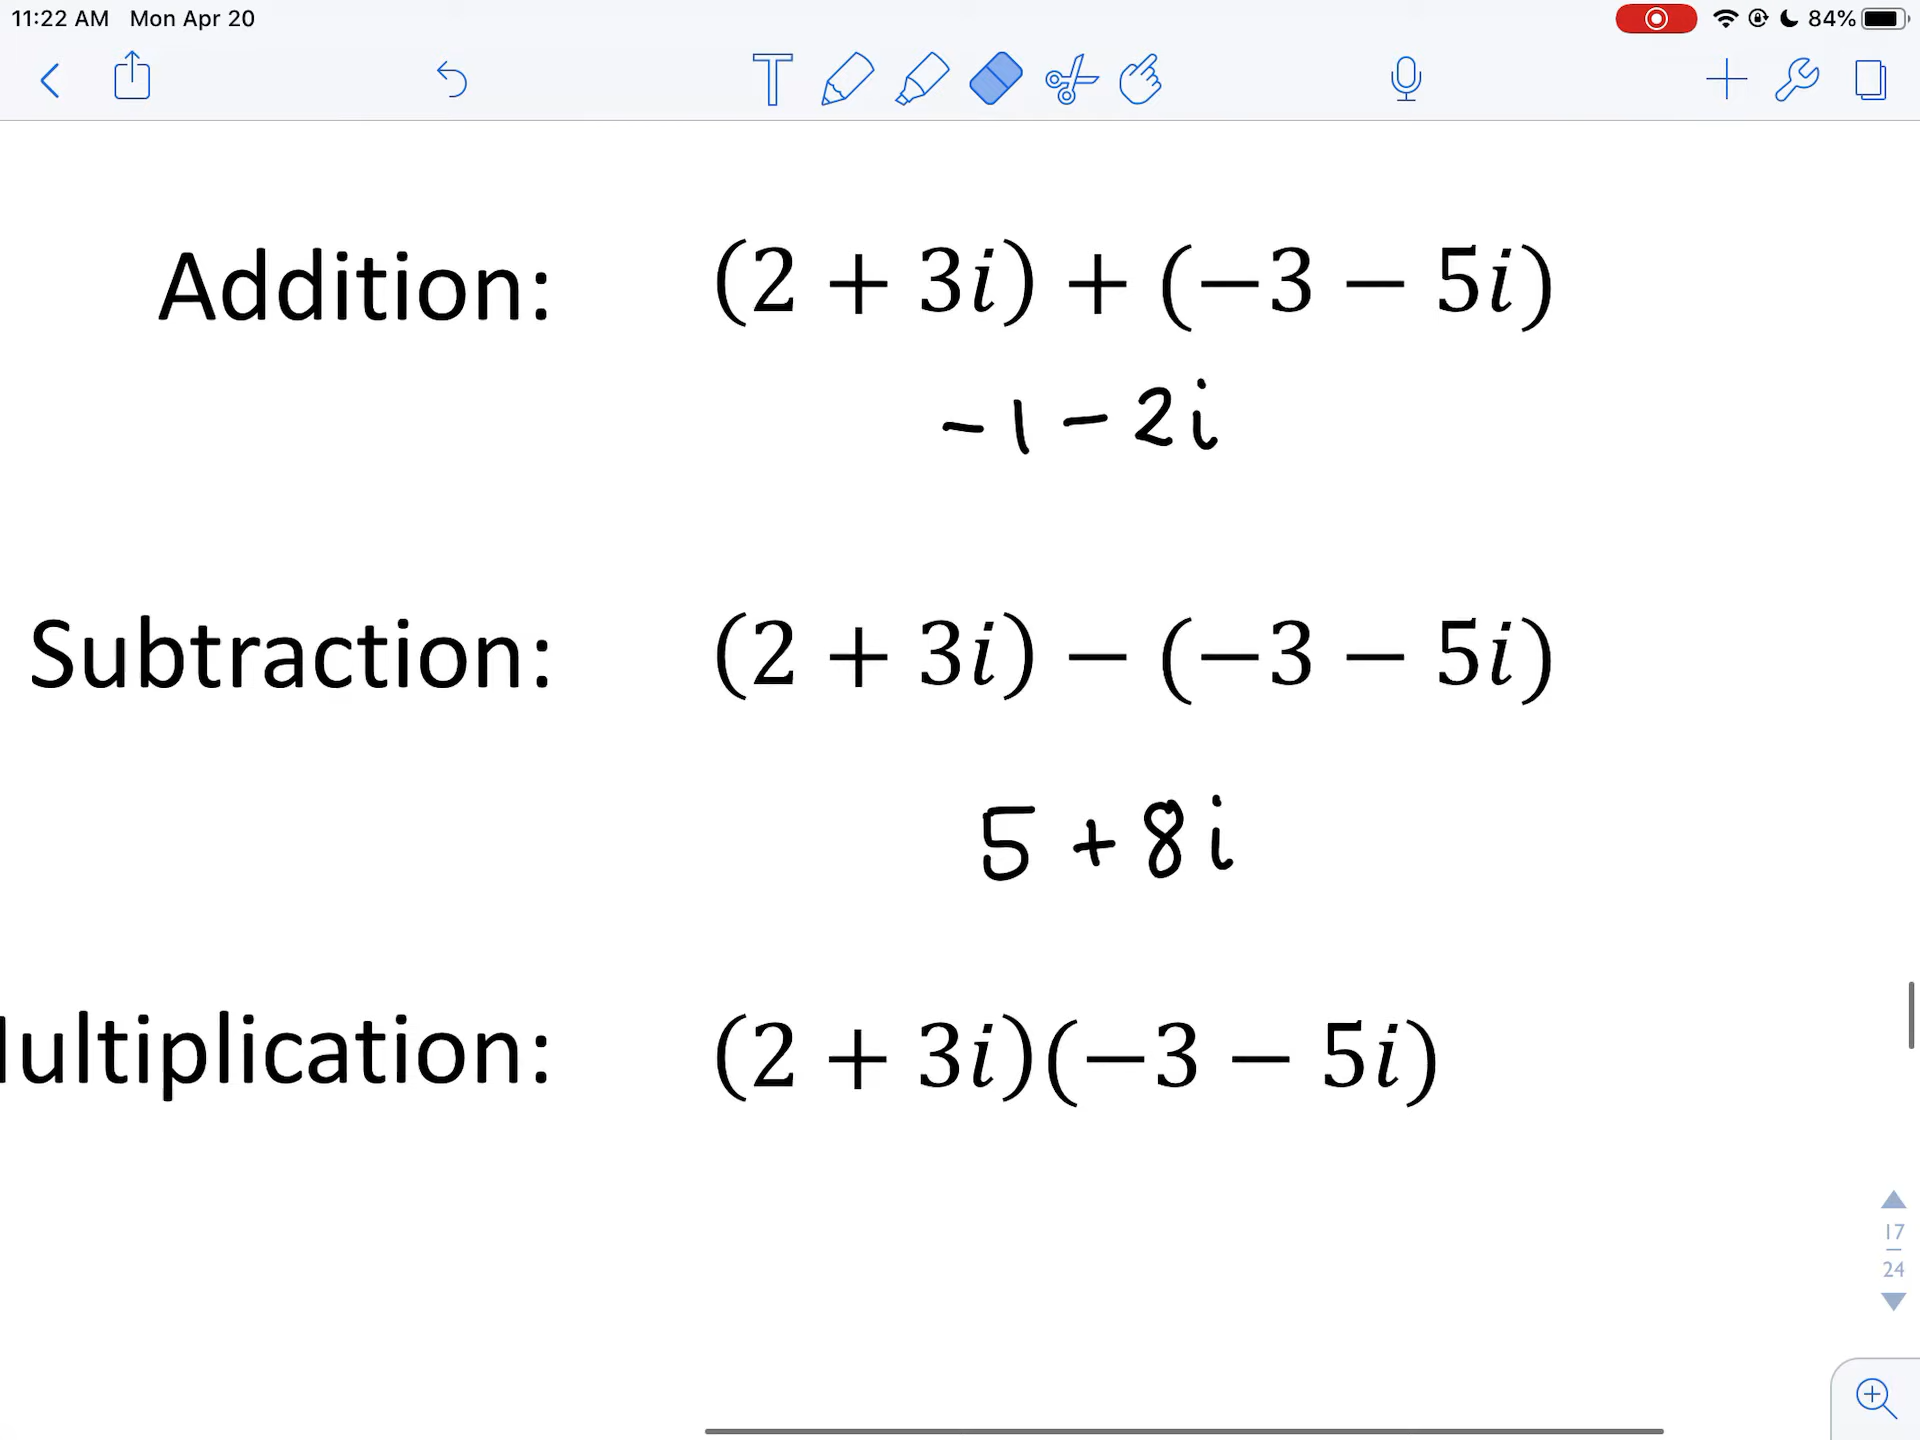 11:22 AM Mon Apr 20 84%
T
Addition: (2 + 3i) + (−3 − 5i)
-1 - 2i
Subtraction: (2 + 3i) − (−3 − 5i)
5 + 8i
ultiplication: (2 + 3i)(−3 − 5i)
17
24